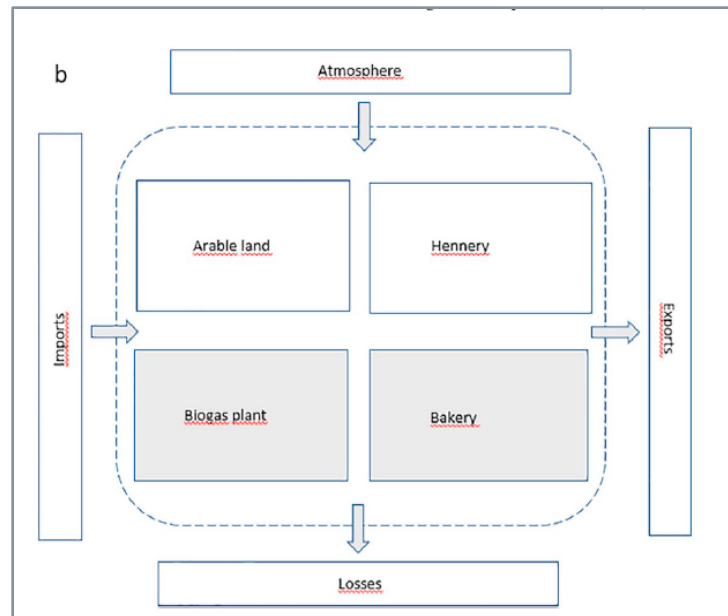 b
Atmosphere
Arable land
Hennery
Imports
Exports
Biogas plant
Bakery
Losses